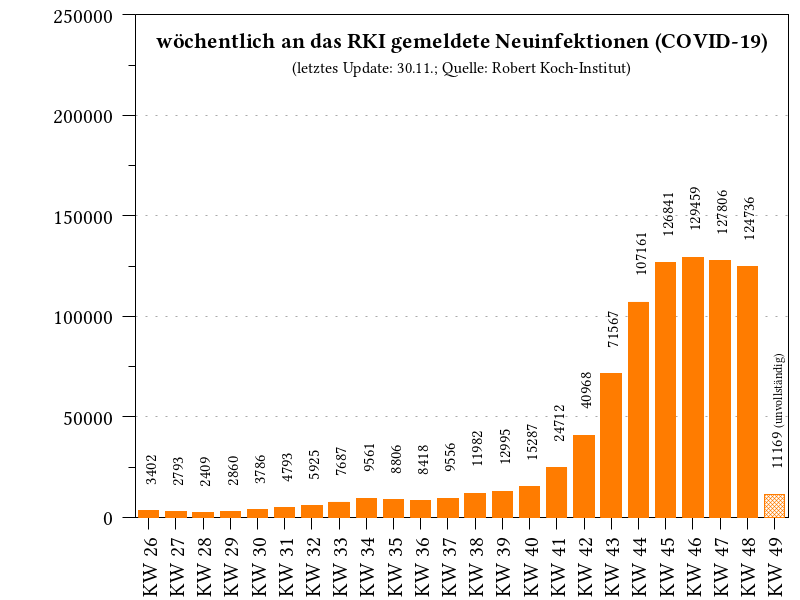 wöchentlich an das RKI gemeldete Neuinfektionen (COVID-19)
(letztes Update: 30.11.; Quelle: Robert Koch-Institut)
250000
200000
150000
100000
50000
0
3402
2793
2409
2860
3786
4793
5925
7687
9561
8806
8418
9556
11982
12995
15287
24712
40968
71567
107161
126841
129459
127806
124736
11169 (unvollständig)
KW 26
KW 27
KW 28
KW 29
KW 30
KW 31
KW 32
KW 33
KW 34
KW 35
KW 36
KW 37
KW 38
KW 39
KW 40
KW 41
KW 42
KW 43
KW 44
KW 45
KW 46
KW 47
KW 48
KW 49